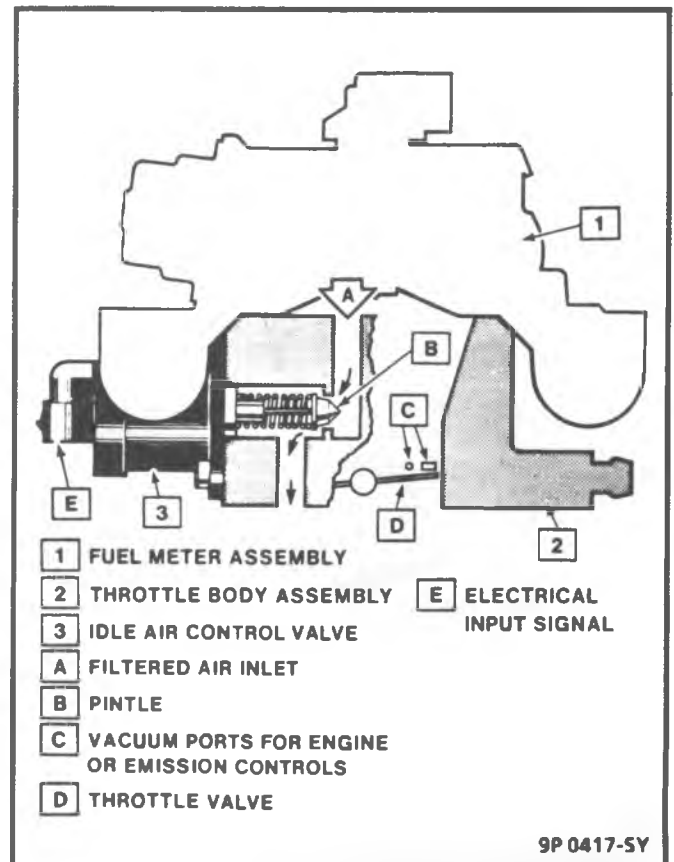 1
A
B
C
E
3
D
2
1 FUEL METER ASSEMBLY
2 THROTTLE BODY ASSEMBLY
E ELECTRICAL
INPUT SIGNAL
3 IDLE AIR CONTROL VALVE
A FILTERED AIR INLET
B PINTLE
C VACUUM PORTS FOR ENGINE
OR EMISSION CONTROLS
D THROTTLE VALVE
9P 0417-SY